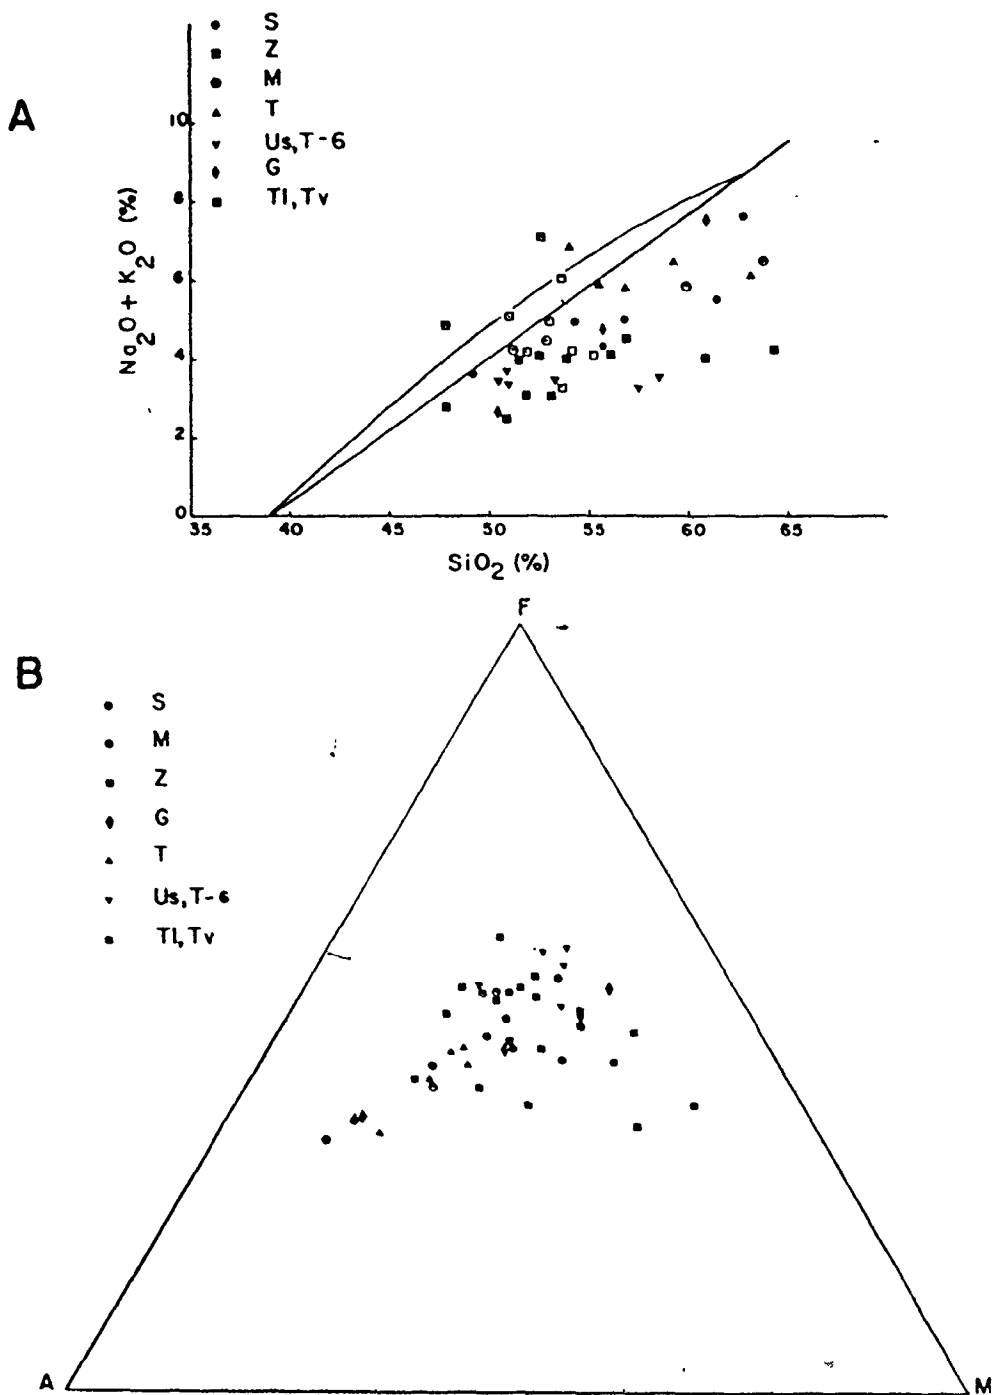 A
S
Z
M
T
Us,T-6
G
Tl,Tv
Na2O + K2O (%)
10
8
6
4
2
0
35 40 45 50 55 60 65
SiO2 (%)
B
F
S
M
Z
G
T
Us,T-6
Tl,Tv
A M